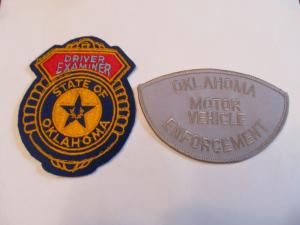 DRIVER
EXAMINER
STATE OF
OKLAHOMA
OKLAHOMA
MOTOR
VEHICLE
ENFORCEMENT